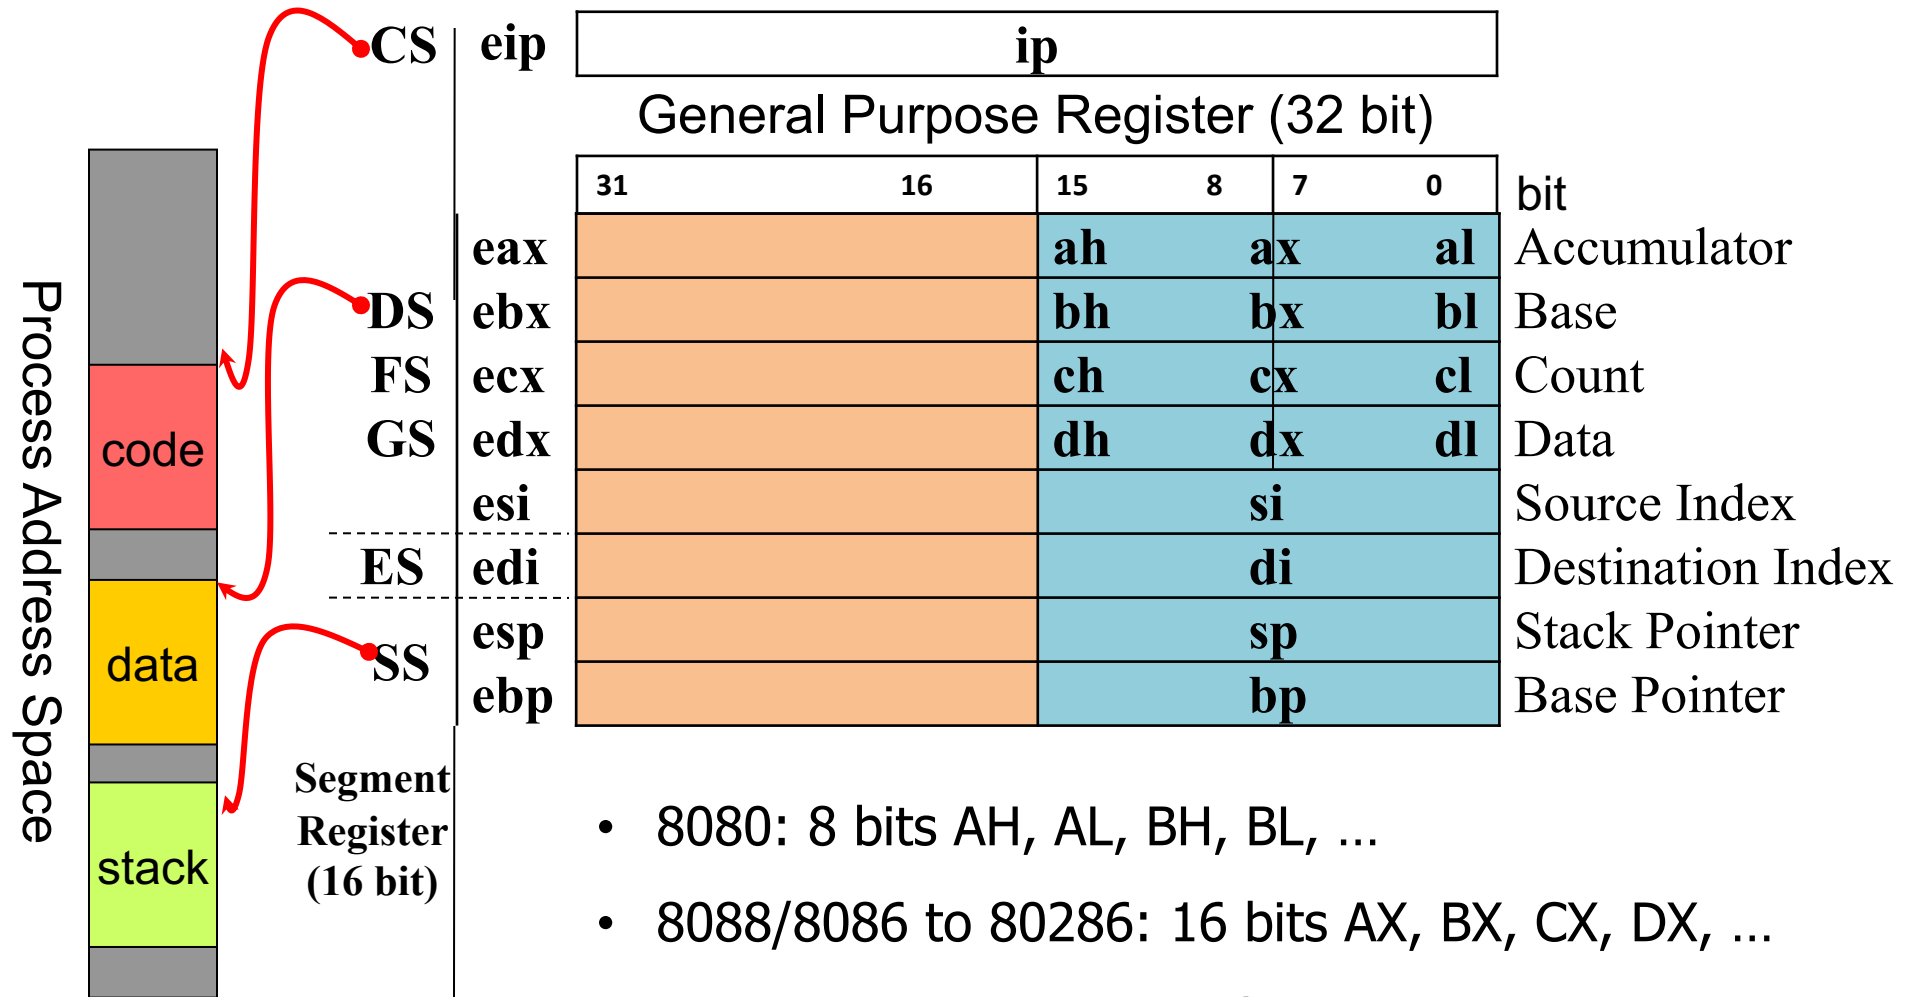 CS eip ip
General Purpose Register (32 bit)
31 16 15 8 7 0 bit
eax ah ax al Accumulator
DS ebx bh bx bl Base
FS ecx ch cx cl Count
GS edx dh dx dl Data
esi si Source Index
ES edi di Destination Index
esp sp Stack Pointer
SS
ebp bp Base Pointer
Process Address Space
code
data
stack
Segment
Register
(16 bit)
• 8080: 8 bits AH, AL, BH, BL, ...
• 8088/8086 to 80286: 16 bits AX, BX, CX, DX, ...